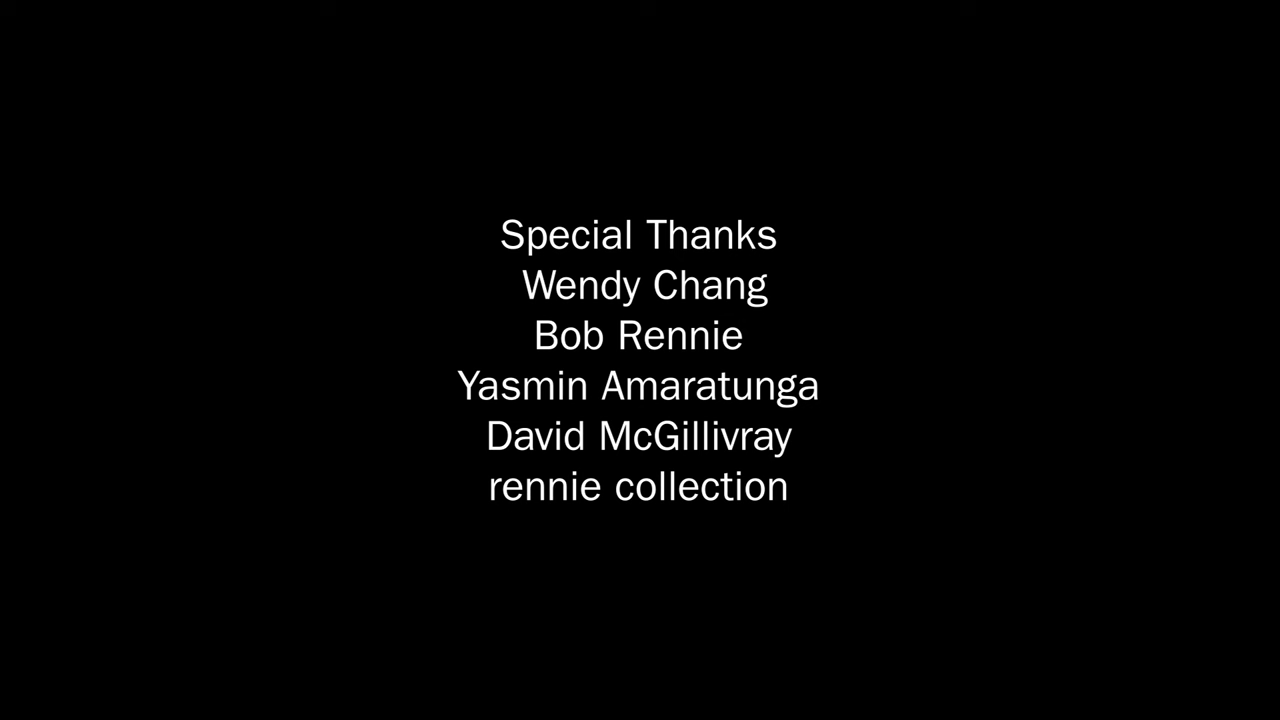 Special Thanks
Wendy Chang
Bob Rennie
Yasmin Amaratunga
David McGillivray
rennie collection